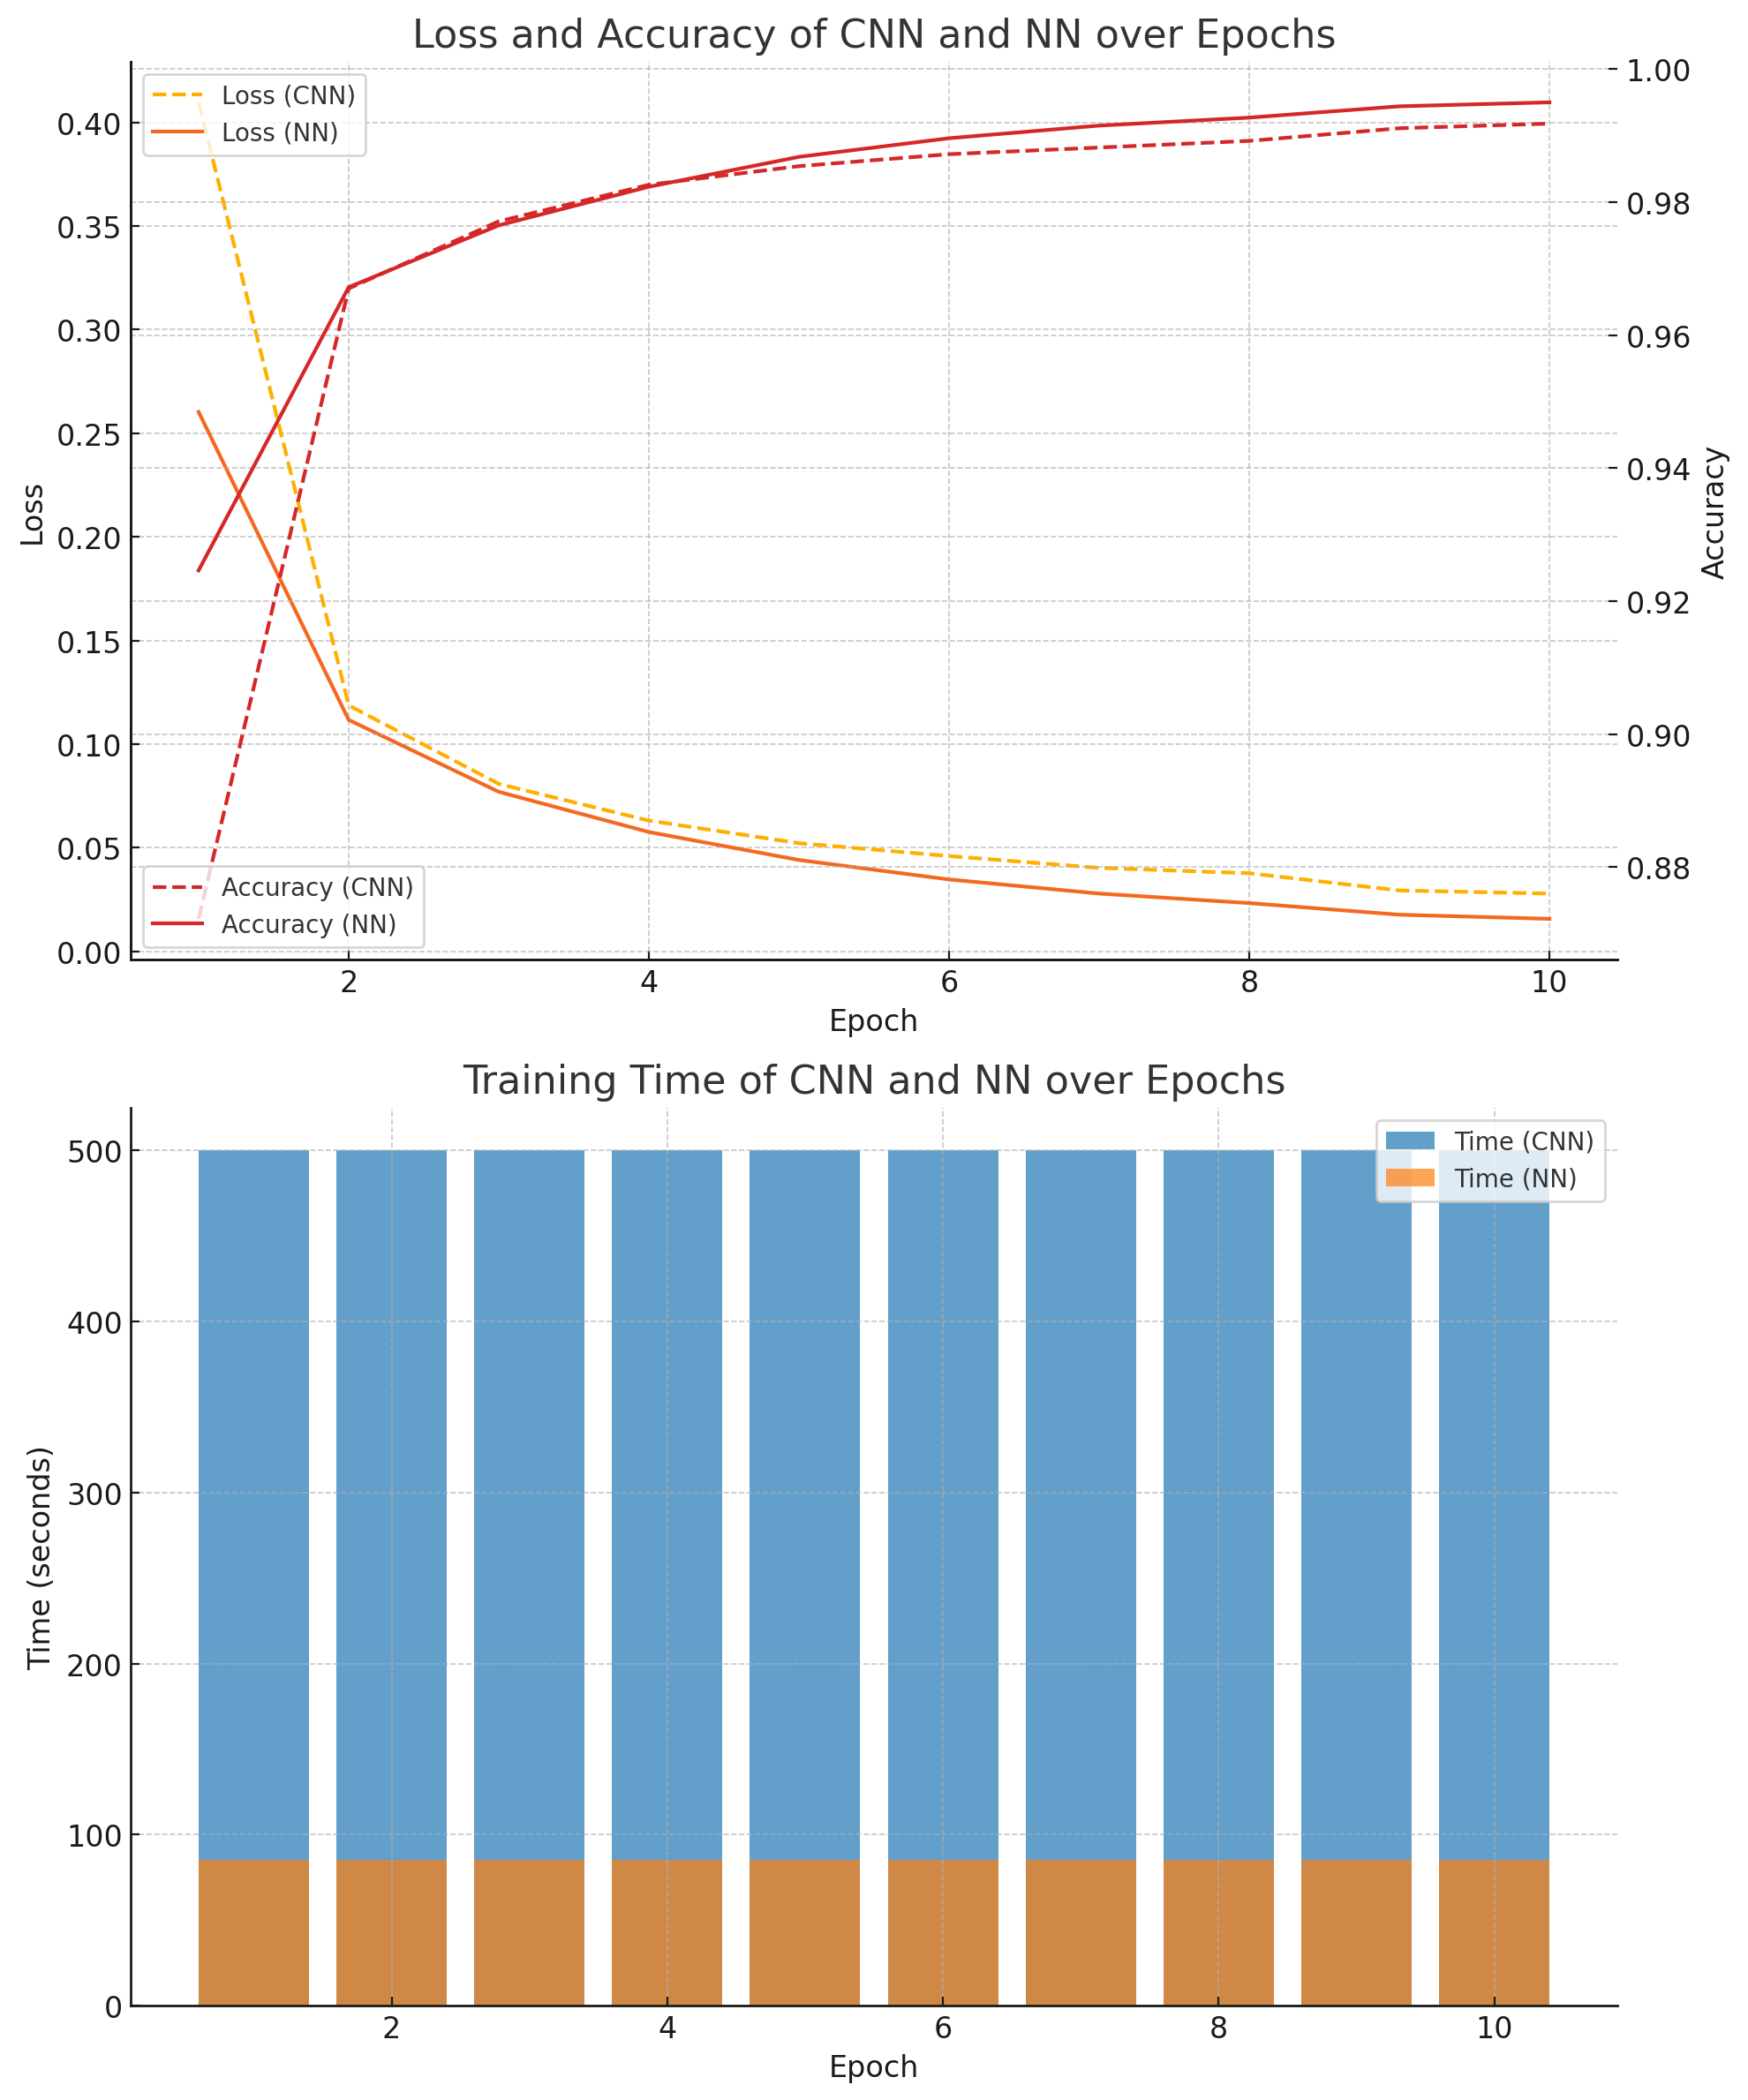 Loss and Accuracy of CNN and NN over Epochs
Loss (CNN)
Loss (NN)
0.40
0.35
0.30
0.25
0.20
0.15
0.10
0.05
0.00
Loss
1.00
0.98
0.96
0.94
0.92
0.90
0.88
Accuracy
Accuracy (CNN)
Accuracy (NN)
2 4 6 8 10
Epoch
Training Time of CNN and NN over Epochs
Time (CNN)
Time (NN)
500
400
300
200
100
0
Time (seconds)
2 4 6 8 10
Epoch